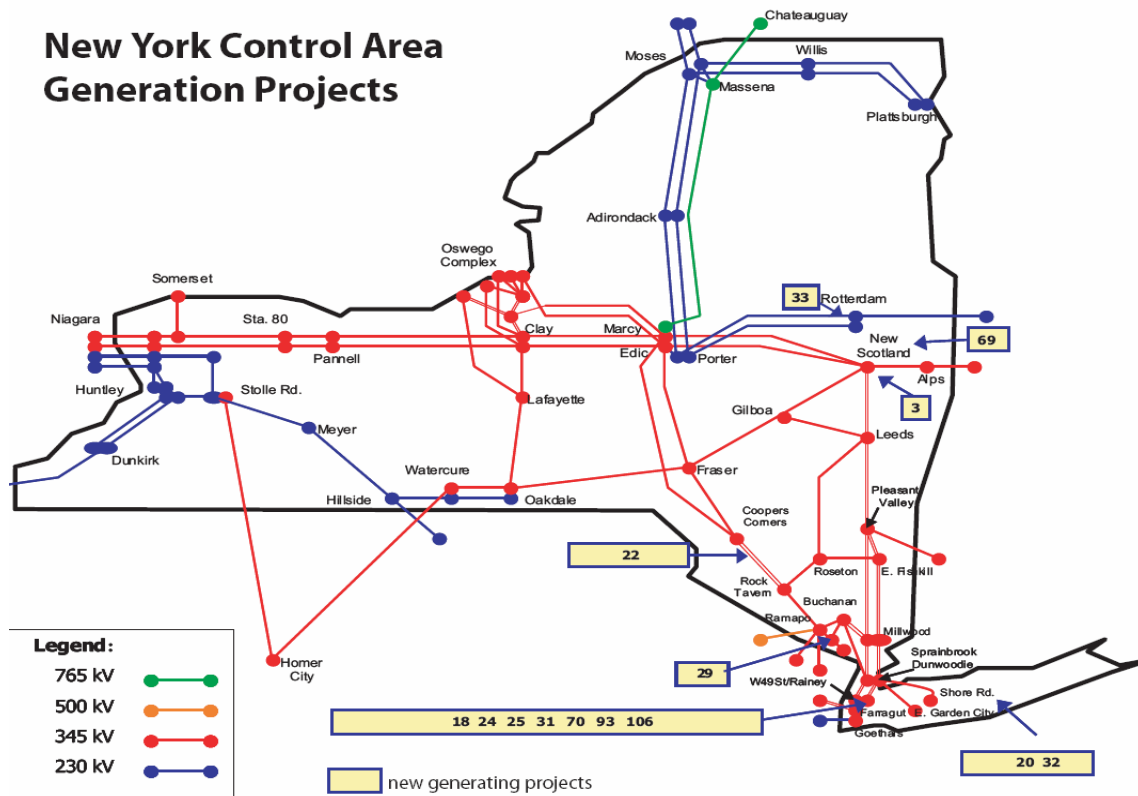 New York Control Area
Generation Projects
Chateauguay
Moses
Willis
Massena
Plattsburgh
Adirondack
Oswego
Complex
Somerset
33
Rotterdam
Niagara
Sta. 80
Clay
Marcy
New
Scotland
69
Pannell
Edic
Porter
Alps
Huntley
Stolle Rd.
Lafayette
Gilboa
3
Meyer
Leeds
Dunkirk
Watercure
Fraser
Hillside
Oakdale
Pleasant
Valley
Coopers
Corners
22
Rock
Tavern
Roseton
E. Fishkill
Buchanan
Ramapo
Millwood
Legend:
765 kV
500 kV
345 kV
230 kV
Homer
City
29
Sprainbrook
Dunwoodie
W49St/Rainey
Shore Rd.
18 24 25 31 70 93 106
Farragut
E. Garden City
Goethals
20 32
new generating projects